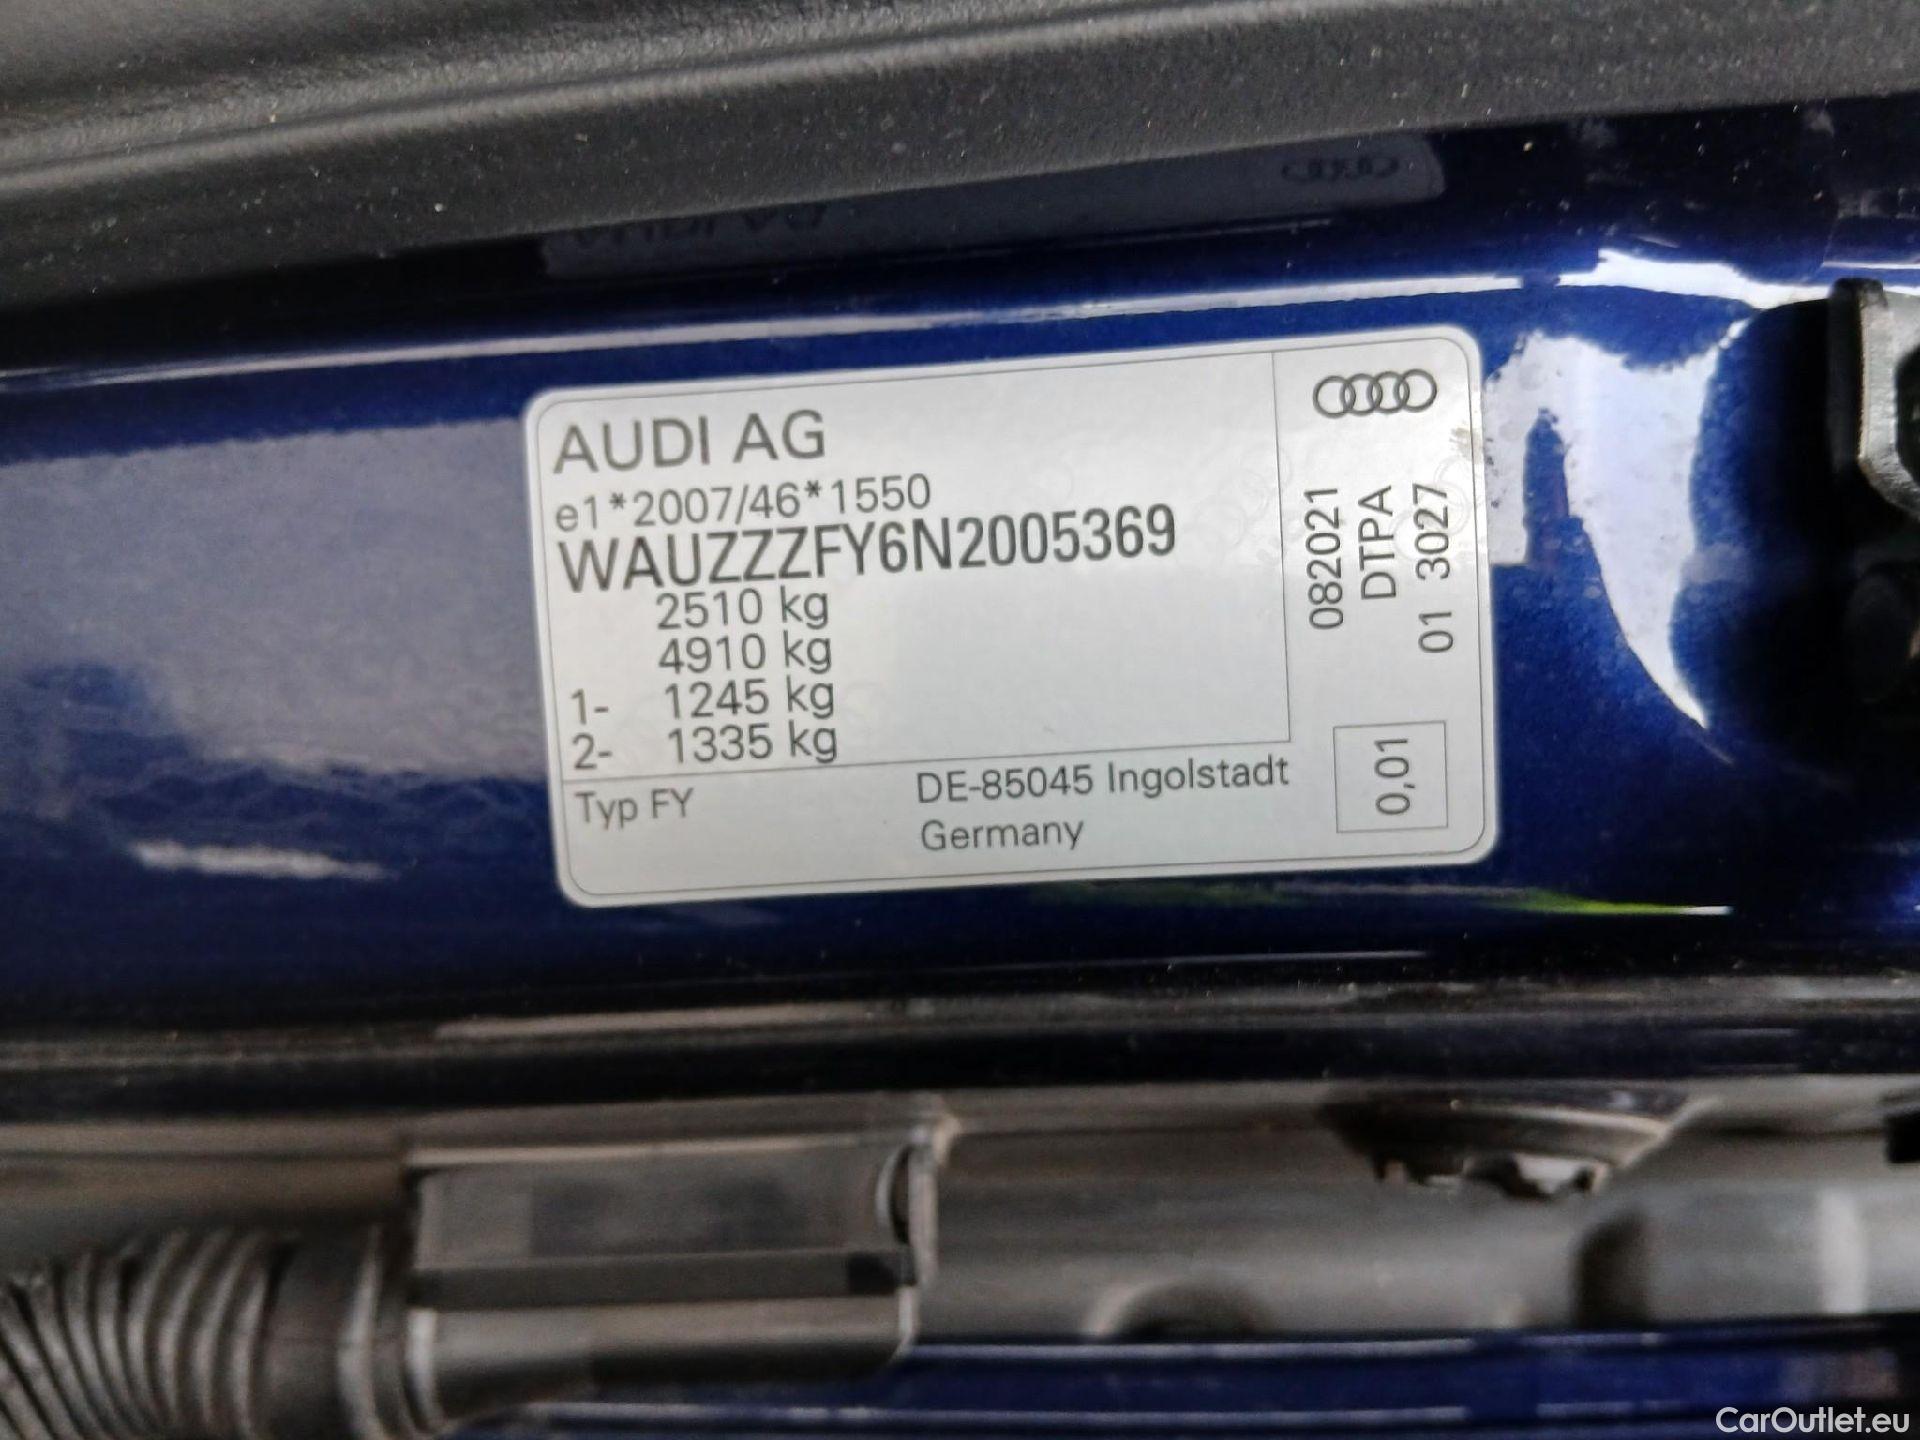 AUDI AG
e1*2007/46*1550
WAUZZZFY6N2005369
2510 kg
4910 kg
1- 1245 kg
2- 1335 kg
Typ FY
DE-85045 Ingolstadt
Germany
082021
DTPA
01 3027
0,01
CarOutlet.eu